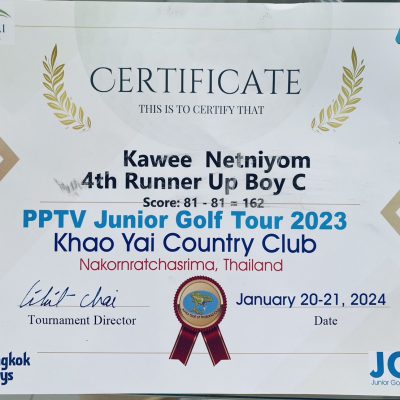 CERTIFICATE
THIS IS TO CERTIFY THAT
Kawee Netniyom
4th Runner Up Boy C
Score: 81 - 81 = 162
PPTV Junior Golf Tour 2023
Khao Yai Country Club
Nakornratchasrima, Thailand
January 20-21, 2024
Tournament Director
Date